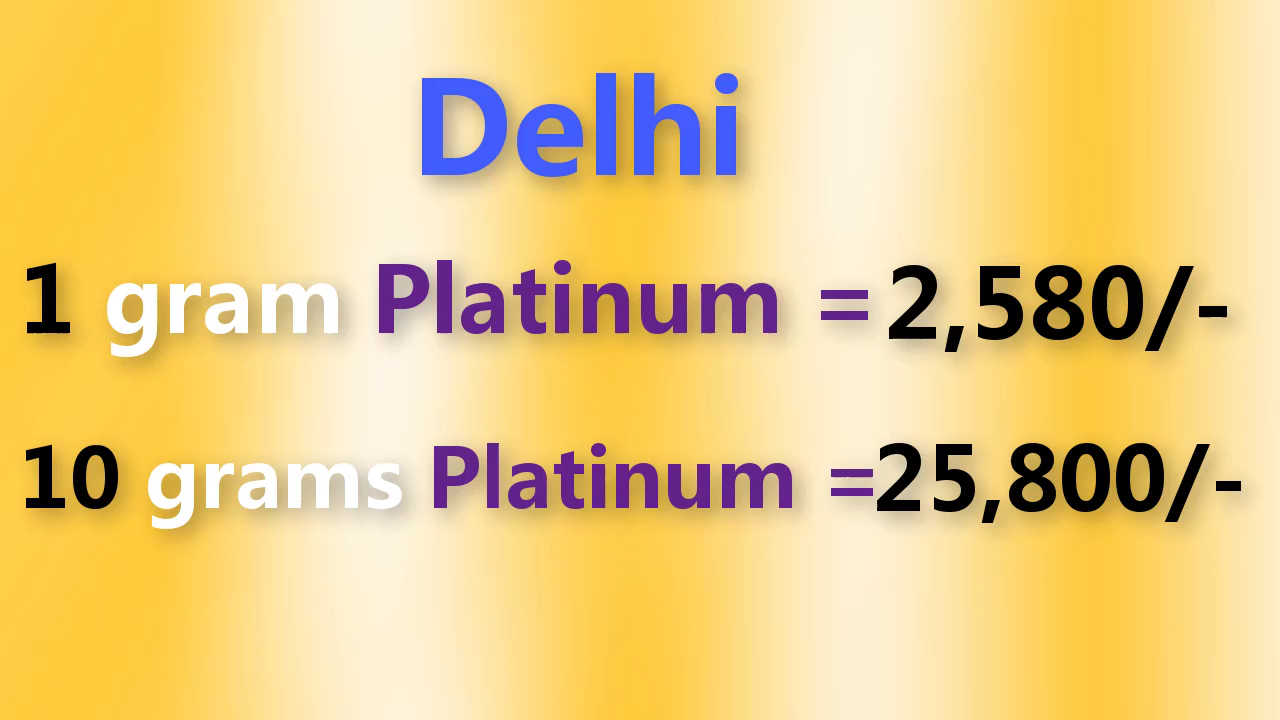 Delhi
1 gram Platinum = 2,580/-
10 grams Platinum =25,800/-